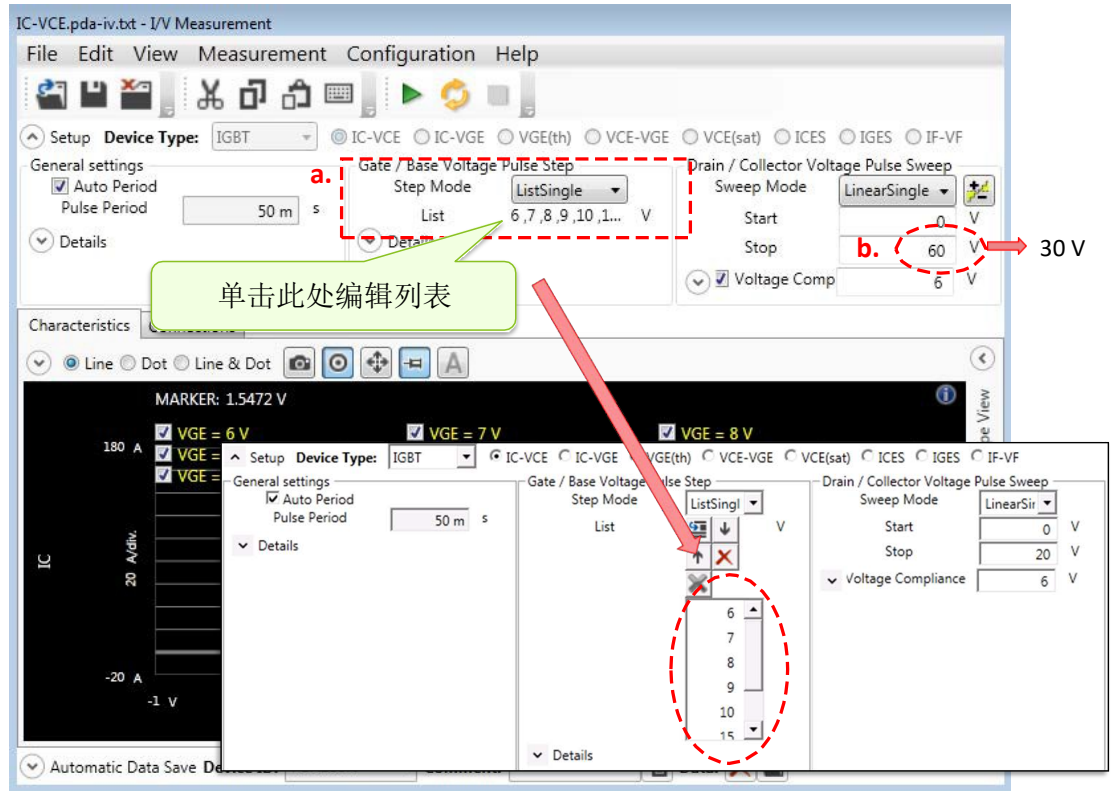 IC-VCE.pda-iv.txt - I/V Measurement
File Edit View Measurement Configuration Help
Setup Device Type: IGBT IC-VCE IC-VGE VGE(th) VCE-VGE VCE(sat) ICES IGES IF-VF
General settings
Auto Period
Pulse Period 50 m s
Details
a.
Gate / Base Voltage Pulse Step
Step Mode ListSingle
List 6 ,7 ,8 ,9 ,10 ,1... V
Drain / Collector Voltage Pulse Sweep
Sweep Mode LinearSingle
Start 0 V
Stop b. 60 V 30 V
Voltage Comp 6 V
单击此处编辑列表
Characteristics
Line Dot Line & Dot A
MARKER: 1.5472 V
VGE = 6 V VGE = 7 V VGE = 8 V
180 A
VGE =
VGE =
IC
20 A/div.
-20 A
-1 V
Setup Device Type: IGBT IC-VCE IC-VGE VGE(th) VCE-VGE VCE(sat) ICES IGES IF-VF
General settings
Auto Period
Pulse Period 50 m s
Details
Gate / Base Voltage Pulse Step
Step Mode ListSingl
List V
6
7
8
9
10
15
Details
Drain / Collector Voltage Pulse Sweep
Sweep Mode LinearSir
Start 0 V
Stop 20 V
Voltage Compliance 6 V
Automatic Data Save